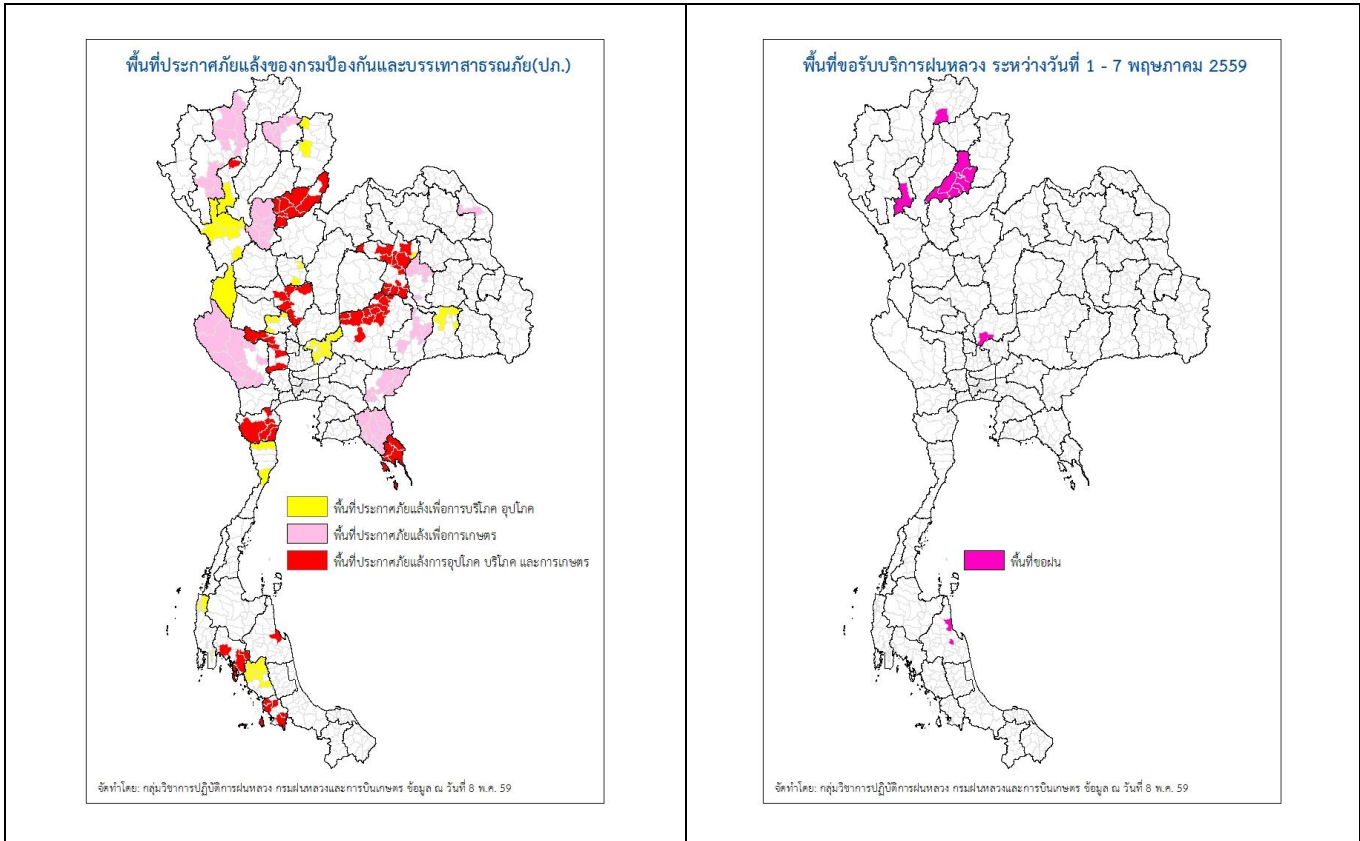 พื้นที่ประกาศภัยแล้งของกรมป้องกันและบรรเทาสาธรณภัย(ปภ.)
พื้นที่ประกาศภัยแล้งเพื่อการบริโภค อุปโภค
พื้นที่ประกาศภัยแล้งเพื่อการเกษตร
พื้นที่ประกาศภัยแล้งการอุปโภค บริโภค และการเกษตร
จัดทำโดย: กลุ่มวิชาการปฏิบัติการฝนหลวง กรมฝนหลวงและการบินเกษตร ข้อมูล ณ วันที่ 8 พ.ค. 59
พื้นที่ขอรับบริการฝนหลวง ระหว่างวันที่ 1 - 7 พฤษภาคม 2559
พื้นที่ขอฝน
จัดทำโดย: กลุ่มวิชาการปฏิบัติการฝนหลวง กรมฝนหลวงและการบินเกษตร ข้อมูล ณ วันที่ 8 พ.ค. 59